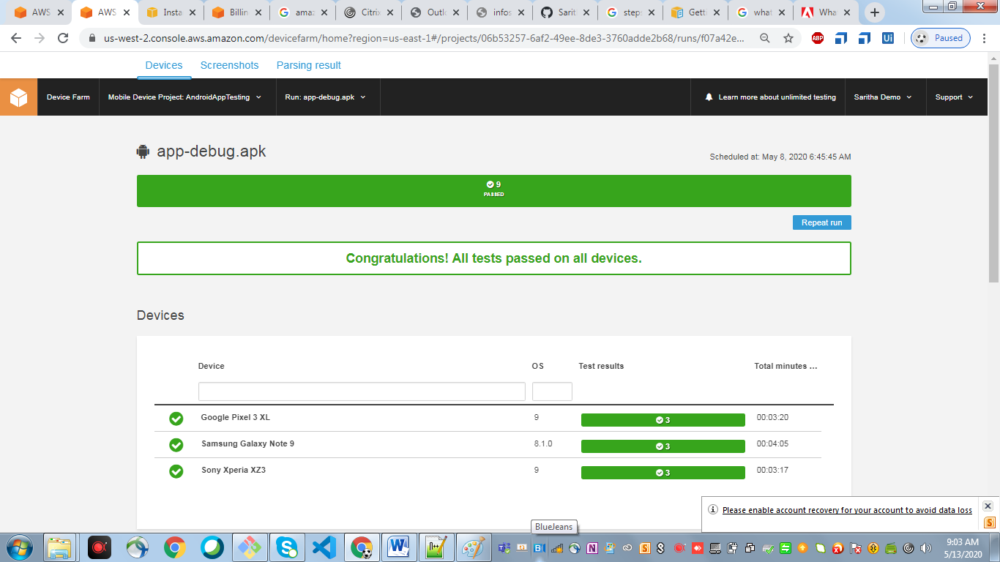 AWS
AWS
Insta
Billin
amaz
Citrix
Outlo
infos
Sarith
steps
Getti
what
Wha
us-west-2.console.aws.amazon.com/devicefarm/home?region=us-east-1#/projects/06b53257-6af2-49ee-8de3-3760adde2b68/runs/f07a42e...
ABP
Ui
Paused
Devices
Screenshots
Parsing result
Device Farm
Mobile Device Project: AndroidAppTesting
Run: app-debug.apk
Learn more about unlimited testing
Saritha Demo
Support
app-debug.apk
Scheduled at: May 8, 2020 6:45:45 AM
9
PASSED
Repeat run
Congratulations! All tests passed on all devices.
Devices
Device OS Test results Total minutes ...
Google Pixel 3 XL 9 3 00:03:20
Samsung Galaxy Note 9 8.1.0 3 00:04:05
Sony Xperia XZ3 9 3 00:03:17
Please enable account recovery for your account to avoid data loss
BlueJeans
9:03 AM
5/13/2020